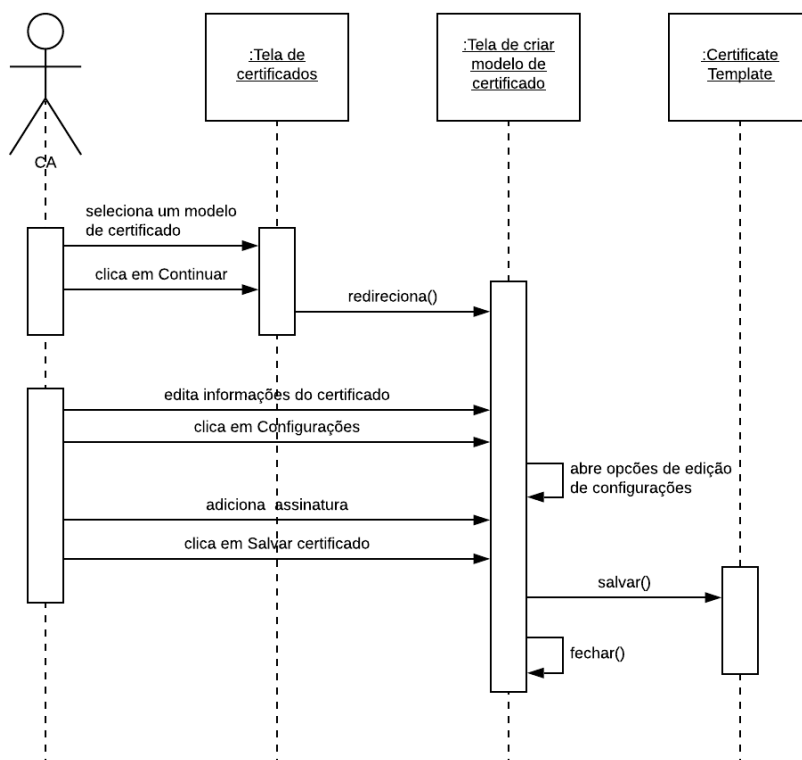 :Tela de
certificados
:Tela de criar
modelo de
certificado
:Certificate
Template
CA
seleciona um modelo
de certificado
clica em Continuar
redireciona()
edita informações do certificado
clica em Configurações
abre opcões de edição
de configurações
adiciona assinatura
clica em Salvar certificado
salvar()
fechar()